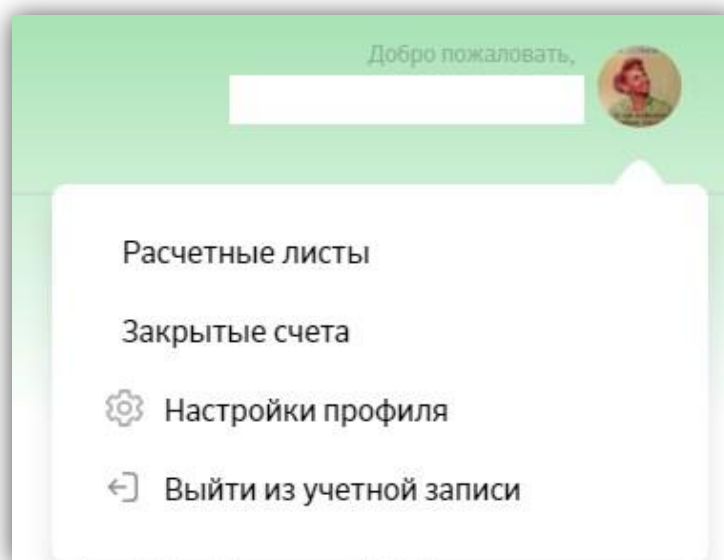 Добро пожаловать,
Расчетные листы
Закрытые счета
Настройки профиля
Выйти из учетной записи